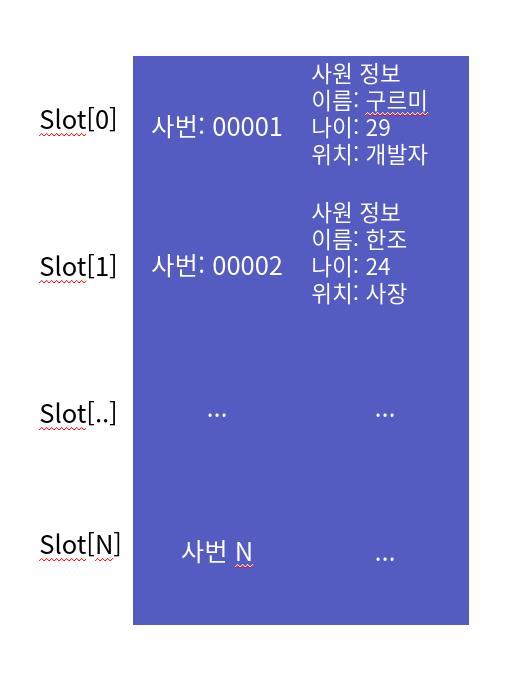 Slot[0]
사번: 00001
사원 정보
이름: 구르미
나이: 29
위치: 개발자
Slot[1]
사번: 00002
사원 정보
이름: 한조
나이: 24
위치: 사장
Slot[..]
...
...
Slot[N]
사번 N
...